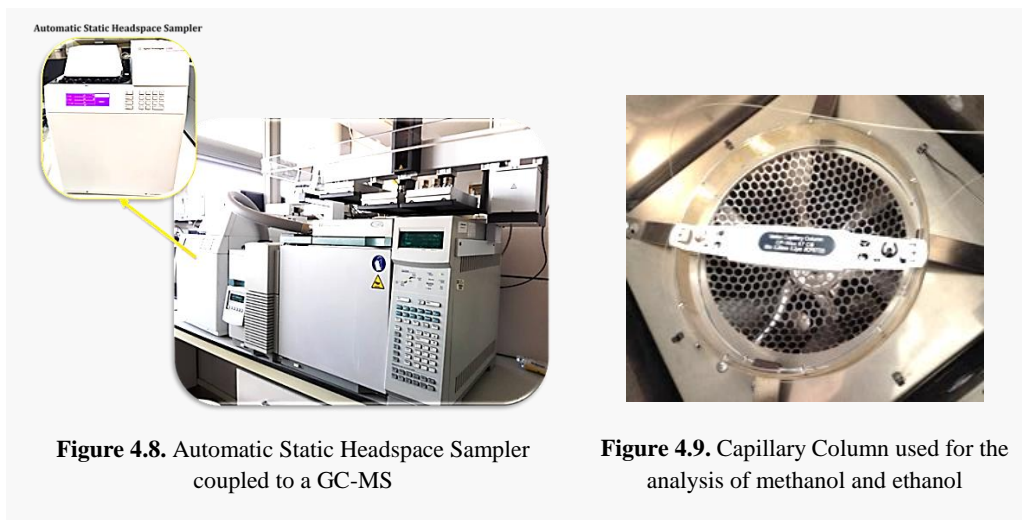 Automatic Static Headspace Sampler
Figure 4.8. Automatic Static Headspace Sampler
coupled to a GC-MS
Figure 4.9. Capillary Column used for the
analysis of methanol and ethanol